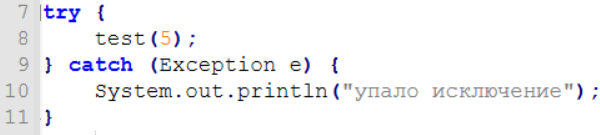 7 try {
8     test(5);
9 } catch (Exception e) {
10     System.out.println("упало исключение");
11 }